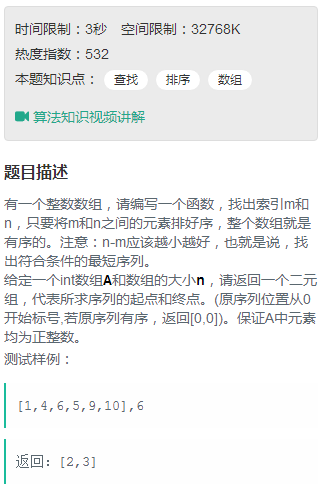 时间限制：3秒 空间限制：32768K
热度指数：532
本题知识点： 查找 排序 数组
算法知识视频讲解
题目描述
有一个整数数组，请编写一个函数，找出索引m和
n，只要将m和n之间的元素排好序，整个数组就是
有序的。注意：n-m应该越小越好，也就是说，找
出符合条件的最短序列。
给定一个int数组A和数组的大小n，请返回一个二元
组，代表所求序列的起点和终点。(原序列位置从0
开始标号,若原序列有序，返回[0,0])。保证A中元素
均为正整数。
测试样例：
[1,4,6,5,9,10],6
返回：[2,3]